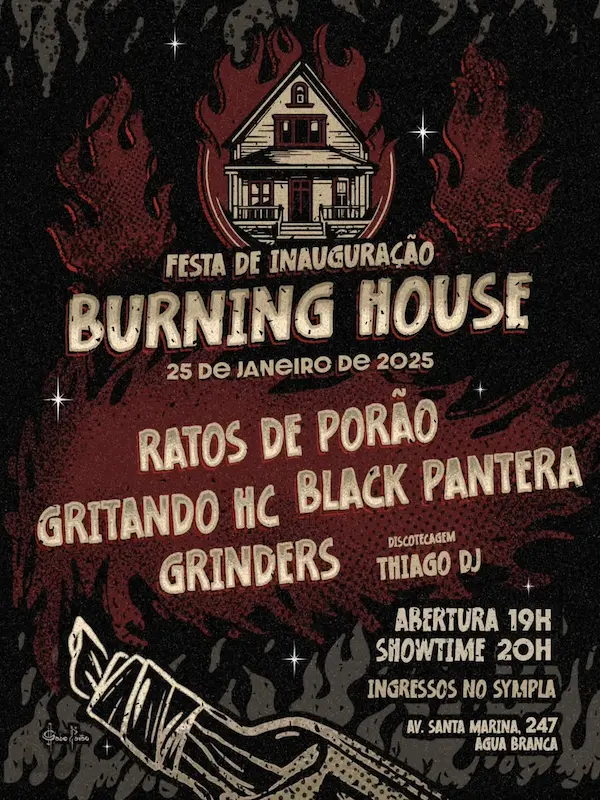 FESTA DE INAUGURAÇÃO
BURNING HOUSE
25 DE JANEIRO DE 2025
RATOS DE PORÃO
GRITANDO HC BLACK PANTERA
GRINDERS
DISCOTECAGEM
THIAGO DJ
ABERTURA 19H
SHOWTIME 20H
INGRESSOS NO SYMPLA
AV. SANTA MARINA, 247
ÁGUA BRANCA